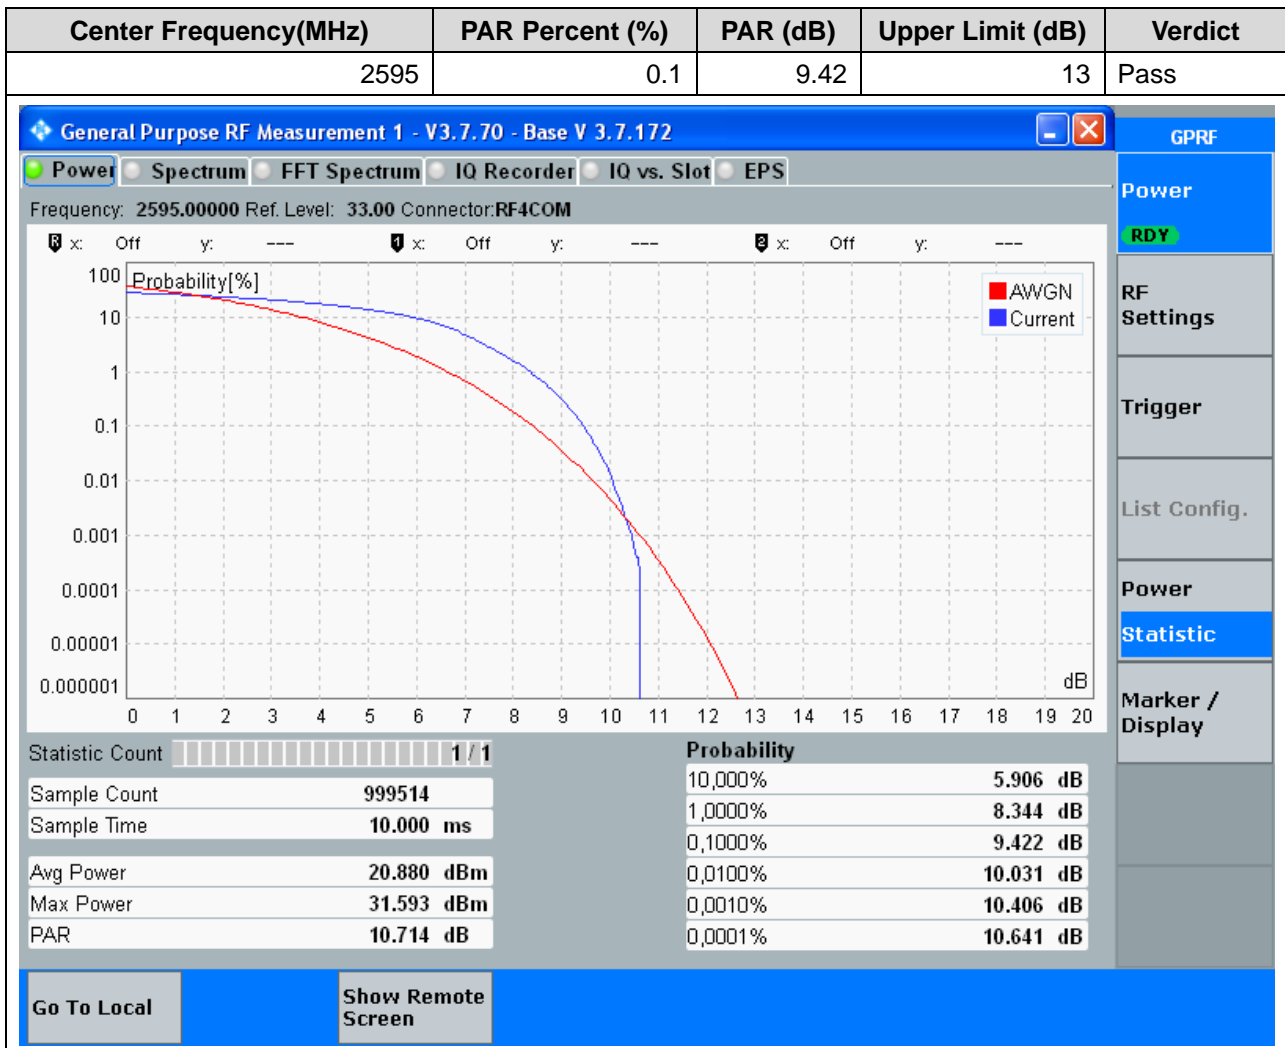 Center Frequency(MHz) PAR Percent (%) PAR (dB) Upper Limit (dB) Verdict
2595 0.1 9.42 13 Pass
General Purpose RF Measurement 1 - V3.7.70 - Base V 3.7.172
GPRF
Power Spectrum FFT Spectrum IQ Recorder IQ vs. Slot EPS
Frequency: 2595.00000 Ref. Level: 33.00 Connector:RF4COM
R x: Off y: --- 1 x: Off y: --- 2 x: Off y: ---
Probability[%]
AWGN
Current
100
10
1
0.1
0.01
0.001
0.0001
0.00001
0.000001
dB
0 1 2 3 4 5 6 7 8 9 10 11 12 13 14 15 16 17 18 19 20
Statistic Count 1 / 1
Sample Count 999514
Sample Time 10.000 ms
Avg Power 20.880 dBm
Max Power 31.593 dBm
PAR 10.714 dB
Probability
10,000% 5.906 dB
1,0000% 8.344 dB
0,1000% 9.422 dB
0,0100% 10.031 dB
0,0010% 10.406 dB
0,0001% 10.641 dB
Power
RDY
RF
Settings
Trigger
List Config.
Power
Statistic
Marker /
Display
Go To Local
Show Remote
Screen